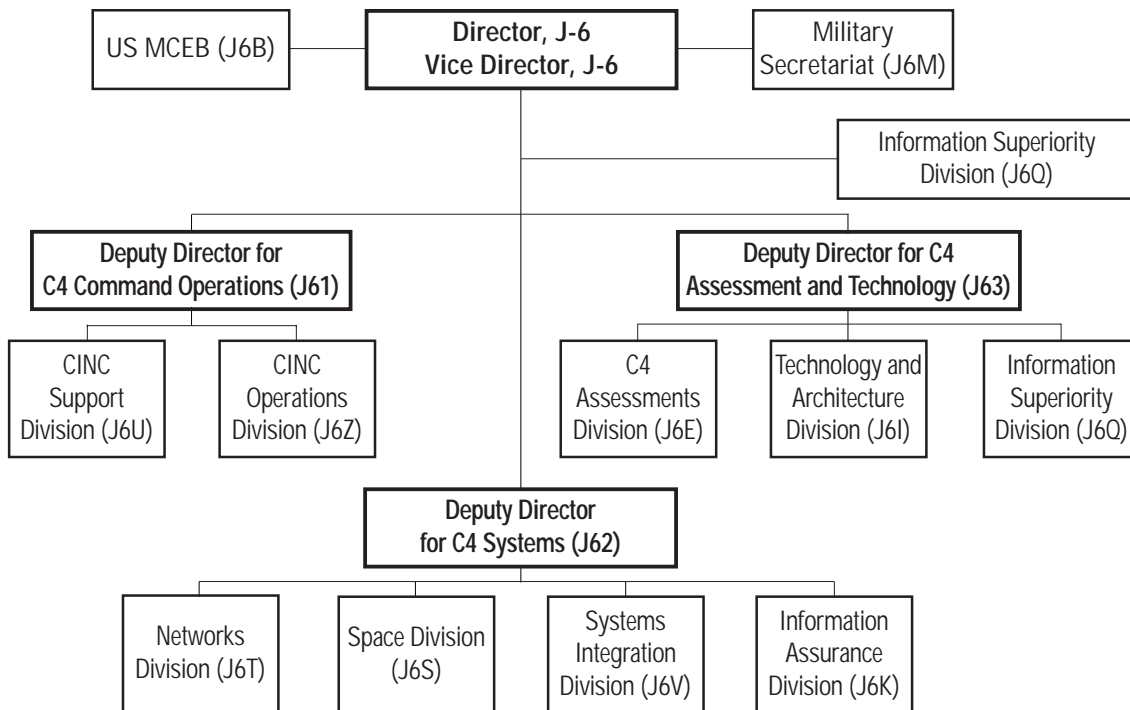 US MCEB (J6B)
Director, J-6
Vice Director, J-6
Military
Secretariat (J6M)
Information Superiority
Division (J6Q)
Deputy Director for
C4 Command Operations (J61)
Deputy Director for C4
Assessment and Technology (J63)
CINC
Support
Division (J6U)
CINC
Operations
Division (J6Z)
C4
Assessments
Division (J6E)
Technology and
Architecture
Division (J6I)
Information
Superiority
Division (J6Q)
Deputy Director
for C4 Systems (J62)
Networks
Division (J6T)
Space Division
(J6S)
Systems
Integration
Division (J6V)
Information
Assurance
Division (J6K)